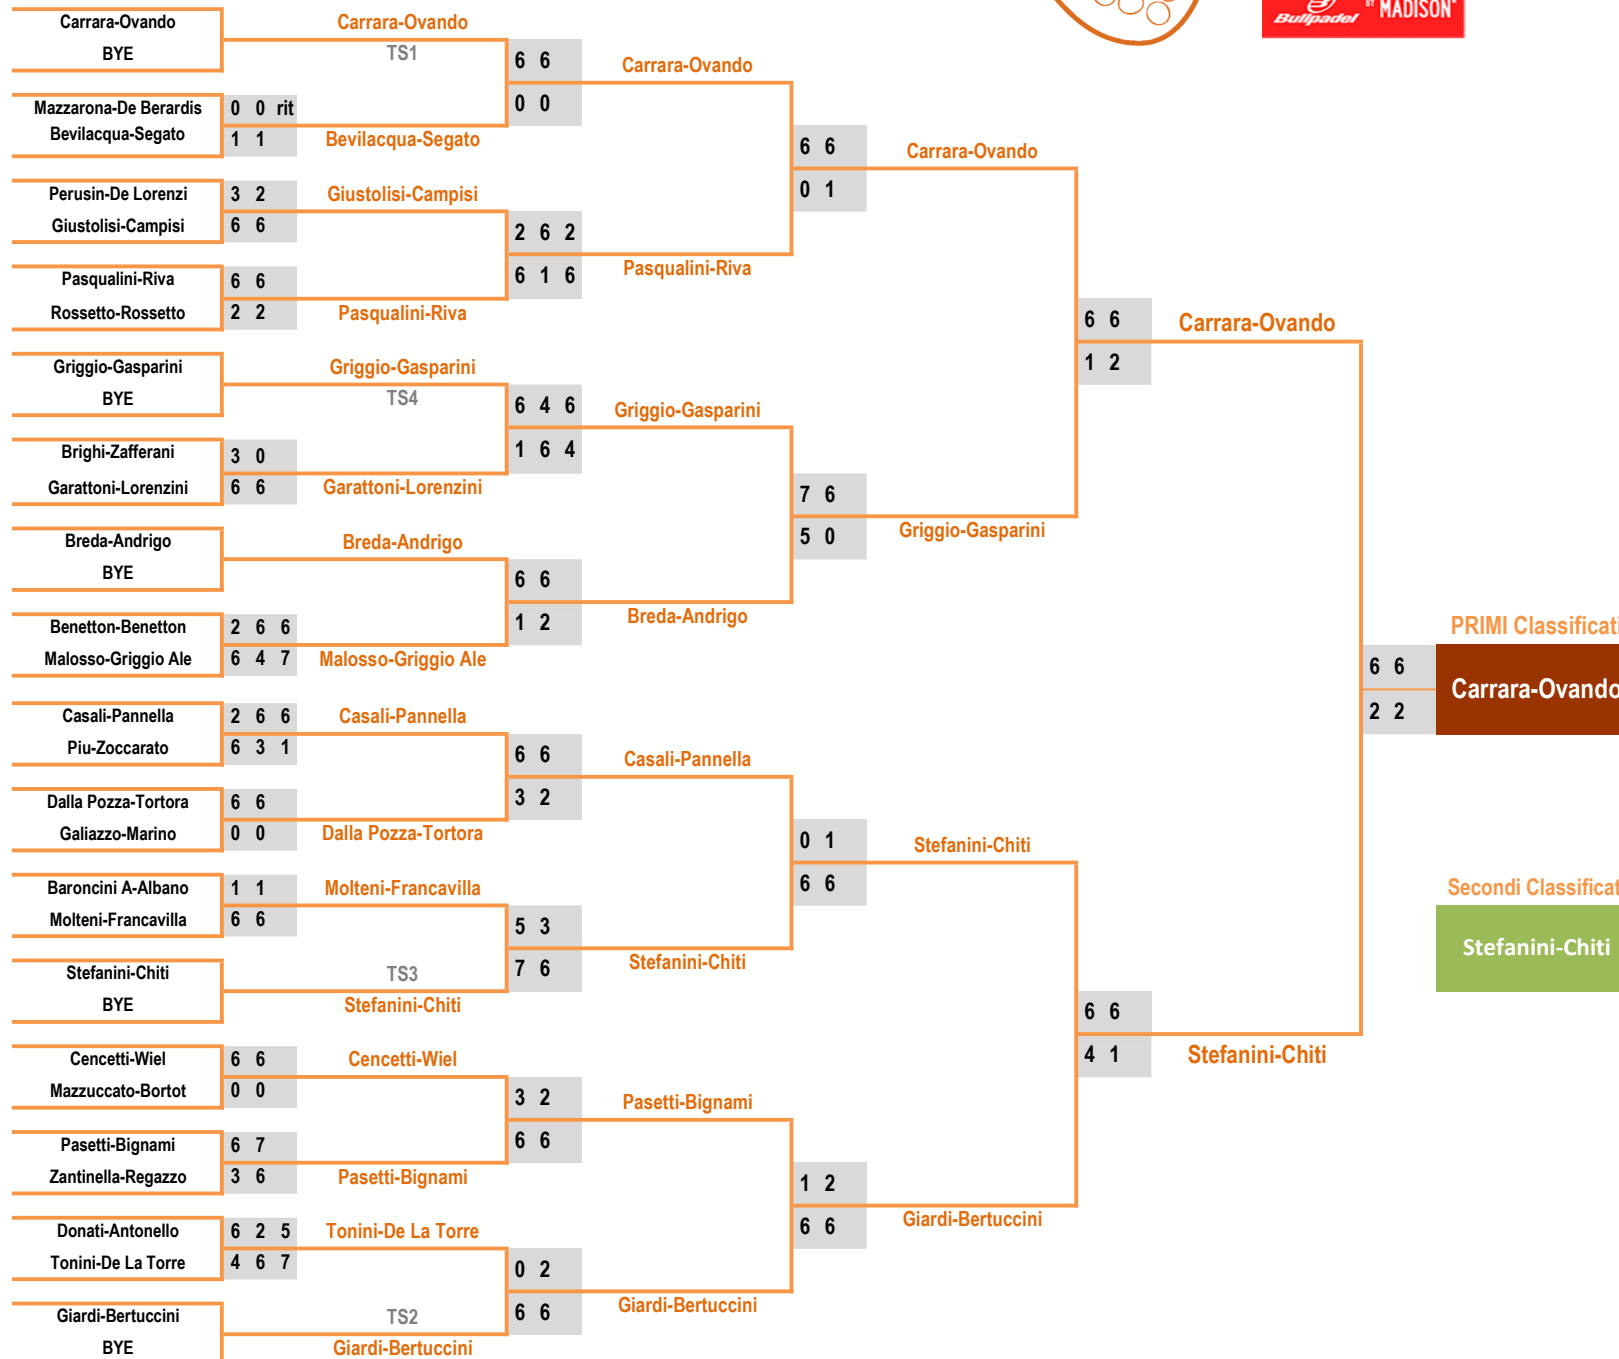 Bullpadel BY MADISON
Carrara-Ovando
BYE
Carrara-Ovando
TS1
6 6
0 0
Carrara-Ovando
Mazzarona-De Berardis 0 0 rit
Bevilacqua-Segato 1 1
Bevilacqua-Segato
6 6
0 1
Carrara-Ovando
Perusin-De Lorenzi 3 2
Giustolisi-Campisi 6 6
Giustolisi-Campisi
2 6 2
6 1 6
Pasqualini-Riva
Pasqualini-Riva 6 6
Rossetto-Rossetto 2 2
Pasqualini-Riva
6 6
1 2
Carrara-Ovando
Griggio-Gasparini
BYE
Griggio-Gasparini
TS4
6 4 6
1 6 4
Griggio-Gasparini
Brighi-Zafferani 3 0
Garattoni-Lorenzini 6 6
Garattoni-Lorenzini
7 6
5 0
Griggio-Gasparini
Breda-Andrigo
BYE
Breda-Andrigo
6 6
1 2
Breda-Andrigo
Benetton-Benetton 2 6 6
Malosso-Griggio Ale 6 4 7
Malosso-Griggio Ale
PRIMI Classificati
6 6
2 2
Carrara-Ovando
Casali-Pannella 2 6 6
Piu-Zoccarato 6 3 1
Casali-Pannella
6 6
3 2
Casali-Pannella
Dalla Pozza-Tortora 6 6
Galiazzo-Marino 0 0
Dalla Pozza-Tortora
0 1
6 6
Stefanini-Chiti
Baroncini A-Albano 1 1
Molteni-Francavilla 6 6
Molteni-Francavilla
5 3
7 6
Stefanini-Chiti
Secondi Classificat
Stefanini-Chiti
Stefanini-Chiti
BYE
TS3
Stefanini-Chiti
6 6
4 1
Stefanini-Chiti
Cencetti-Wiel 6 6
Mazzuccato-Bortot 0 0
Cencetti-Wiel
3 2
6 6
Pasetti-Bignami
Pasetti-Bignami 6 7
Zantinella-Regazzo 3 6
Pasetti-Bignami
1 2
6 6
Giardi-Bertuccini
Donati-Antonello 6 2 5
Tonini-De La Torre 4 6 7
Tonini-De La Torre
0 2
6 6
Giardi-Bertuccini
Giardi-Bertuccini
BYE
TS2
Giardi-Bertuccini